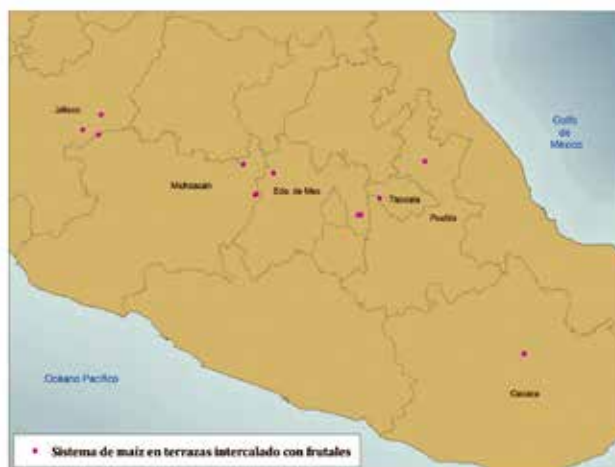 Golfo
de
México
Jalisco
Michoacán
Edo. de Mex
Tlaxcala
Puebla
Océano Pacífico
Oaxaca
Sistema de maíz en terrazas intercalado con frutales